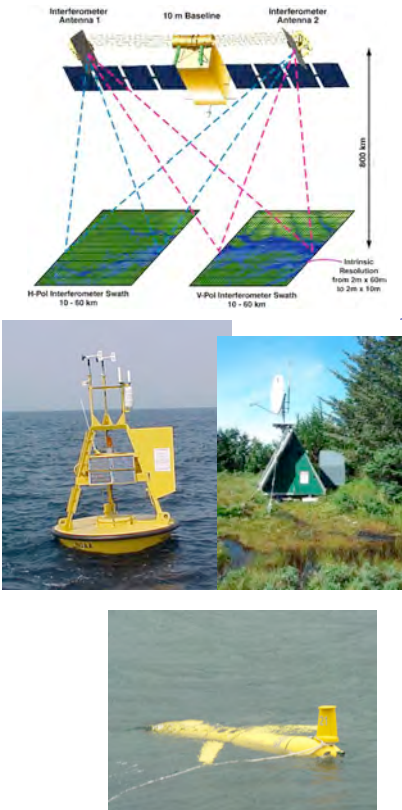 Interferometer
Antenna 1
10 m Baseline
Interferometer
Antenna 2
800 km
H-Pol Interferometer Swath
10 - 60 km
V-Pol Interferometer Swath
10 - 60 km
Intrinsic
Resolution
from 2m x 60m
to 2m x 10m
NOAA